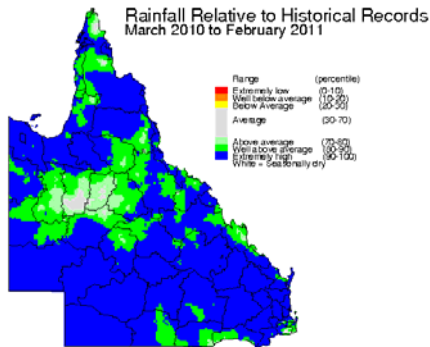 Rainfall Relative to Historical Records
March 2010 to February 2011
Range (percentile)
Extremely low (0-10)
Well below average (10-20)
Below Average (20-30)
Average (30-70)
Above average (70-80)
Well above average (80-90)
Extremely high (90-100)
White = Seasonally dry